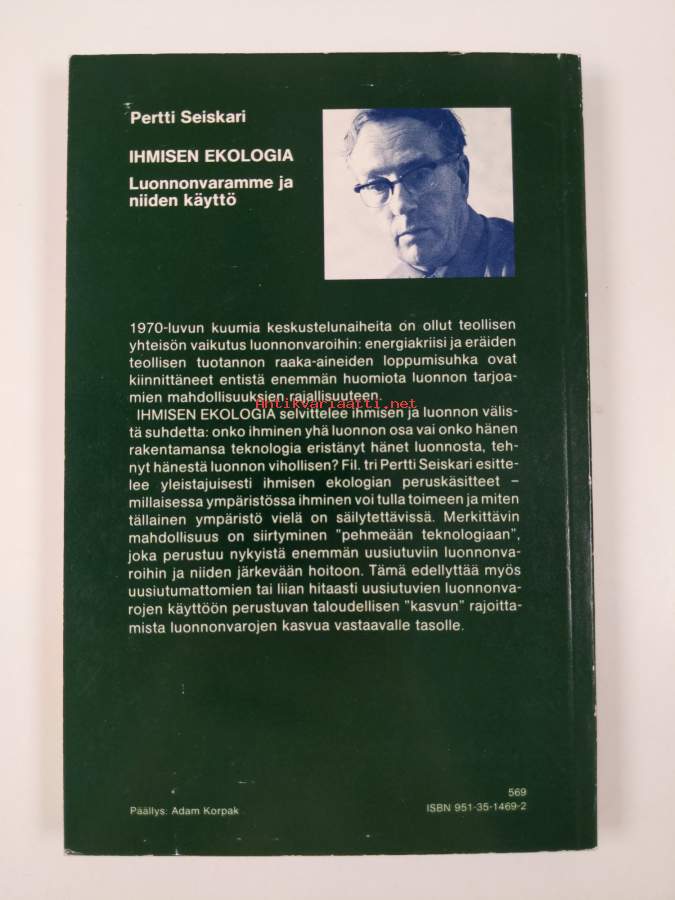 Pertti Seiskari
IHMISEN EKOLOGIA
Luonnonvaramme ja
niiden käyttö
1970-luvun kuumia keskustelunaiheita on ollut teollisen
yhteisön vaikutus luonnonvaroihin: energiakriisi ja eräiden
teollisen tuotannon raaka-aineiden loppumisuhka ovat
kiinnittäneet entistä enemmän huomiota luonnon tarjoa-
mien mahdollisuuksien rajallisuuteen.
Antikvariaatti.net
IHMISEN EKOLOGIA selvittelee ihmisen ja luonnon välis-
tä suhdetta: onko ihminen yhä luonnon osa vai onko hänen
rakentamansa teknologia eristänyt hänet luonnosta, teh-
nyt hänestä luonnon vihollisen? Fil. tri Pertti Seiskari esitte-
lee yleistajuisesti ihmisen ekologian peruskäsitteet –
millaisessa ympäristössa ihminen voi tulla toimeen ja miten
tällainen ympäristö vielä on säilytettävissä. Merkittävin
mahdollisuus on siirtyminen "pehmeään teknologiaan",
joka perustuu nykyistä enemmän uusiutuviin luonnonva-
roihin ja niiden järkevään hoitoon. Tämä edellyttää myös
uusiutumattomien tai liian hitaasti uusiutuvien luonnonva-
rojen käyttöön perustuvan taloudellisen "kasvun" rajoitta-
mista luonnonvarojen kasvua vastaavalle tasolle.
569
Päällys: Adam Korpak
ISBN 951-35-1469-2